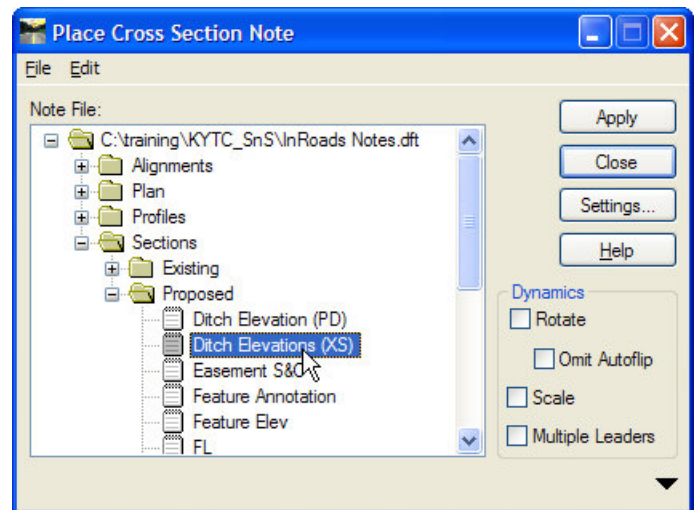 Place Cross Section Note
File Edit
Note File:
C:\training\KYTC_SnS\InRoads Notes.dft
Alignments
Plan
Profiles
Sections
Existing
Proposed
Ditch Elevation (PD)
Ditch Elevations (XS)
Easement S&O
Feature Annotation
Feature Elev
FL
Apply
Close
Settings...
Help
Dynamics
Rotate
Omit Autoflip
Scale
Multiple Leaders